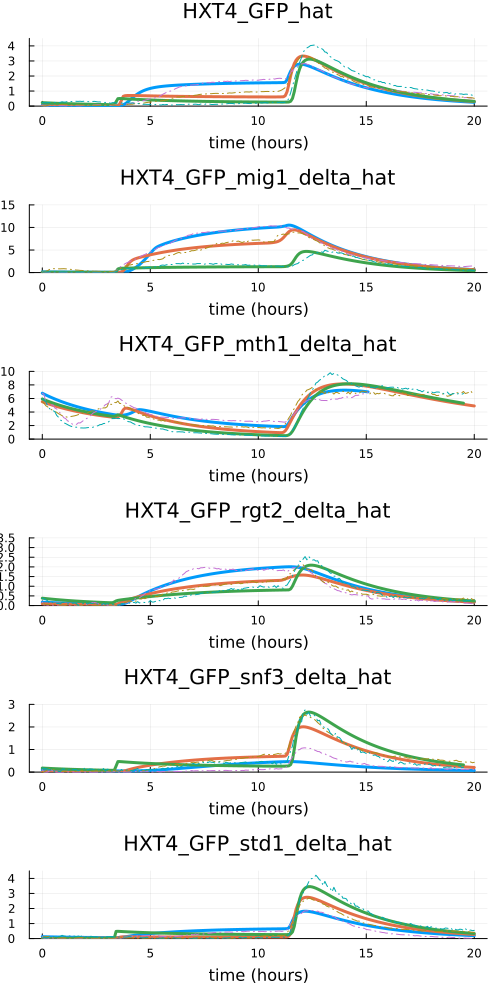 HXT4_GFP_hat
4
3
2
1
0
0 5 10 15 20
time (hours)
HXT4_GFP_mig1_delta_hat
15
10
5
0
0 5 10 15 20
time (hours)
HXT4_GFP_mth1_delta_hat
10
8
6
4
2
0
0 5 10 15 20
time (hours)
HXT4_GFP_rgt2_delta_hat
3.5
3.0
2.5
2.0
1.5
1.0
0.5
0.0
0 5 10 15 20
time (hours)
HXT4_GFP_snf3_delta_hat
3
2
1
0
0 5 10 15 20
time (hours)
HXT4_GFP_std1_delta_hat
4
3
2
1
0
0 5 10 15 20
time (hours)